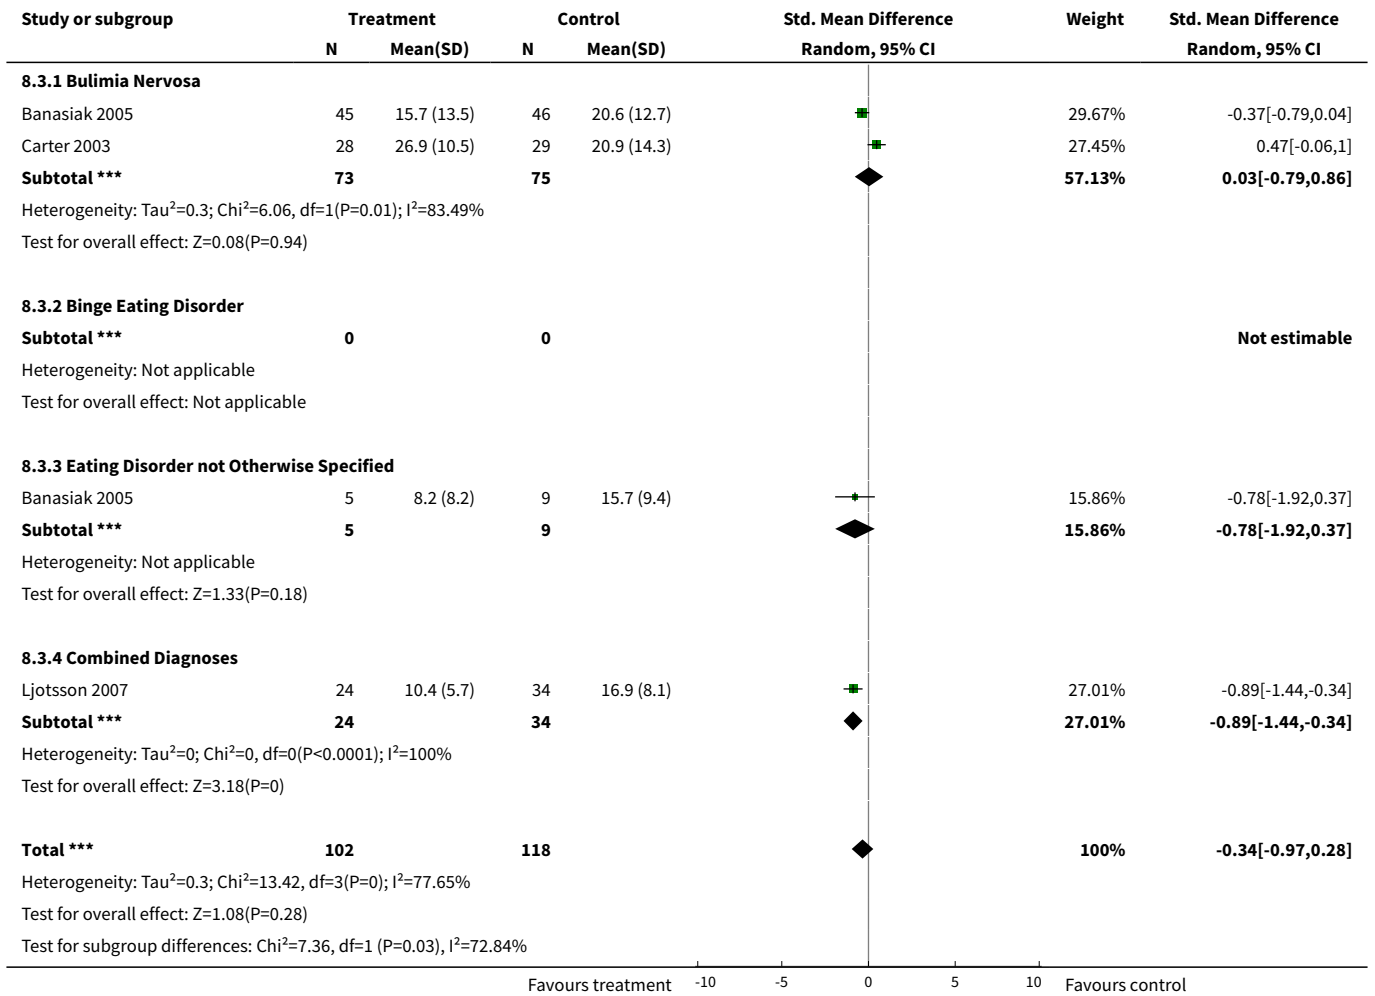 Study or subgroup Treatment Control Std. Mean Difference Weight Std. Mean Difference
N Mean(SD) N Mean(SD) Random, 95% CI Random, 95% CI
8.3.1 Bulimia Nervosa
Banasiak 2005 45 15.7 (13.5) 46 20.6 (12.7) 29.67% -0.37[-0.79,0.04]
Carter 2003 28 26.9 (10.5) 29 20.9 (14.3) 27.45% 0.47[-0.06,1]
Subtotal *** 73 75 57.13% 0.03[-0.79,0.86]
Heterogeneity: Tau²=0.3; Chi²=6.06, df=1(P=0.01); I²=83.49%
Test for overall effect: Z=0.08(P=0.94)
8.3.2 Binge Eating Disorder
Subtotal *** 0 0 Not estimable
Heterogeneity: Not applicable
Test for overall effect: Not applicable
8.3.3 Eating Disorder not Otherwise Specified
Banasiak 2005 5 8.2 (8.2) 9 15.7 (9.4) 15.86% -0.78[-1.92,0.37]
Subtotal *** 5 9 15.86% -0.78[-1.92,0.37]
Heterogeneity: Not applicable
Test for overall effect: Z=1.33(P=0.18)
8.3.4 Combined Diagnoses
Ljotsson 2007 24 10.4 (5.7) 34 16.9 (8.1) 27.01% -0.89[-1.44,-0.34]
Subtotal *** 24 34 27.01% -0.89[-1.44,-0.34]
Heterogeneity: Tau²=0; Chi²=0, df=0(P<0.0001); I²=100%
Test for overall effect: Z=3.18(P=0)
Total *** 102 118 100% -0.34[-0.97,0.28]
Heterogeneity: Tau²=0.3; Chi²=13.42, df=3(P=0); I²=77.65%
Test for overall effect: Z=1.08(P=0.28)
Test for subgroup differences: Chi²=7.36, df=1 (P=0.03), I²=72.84%
Favours treatment -10 -5 0 5 10 Favours control